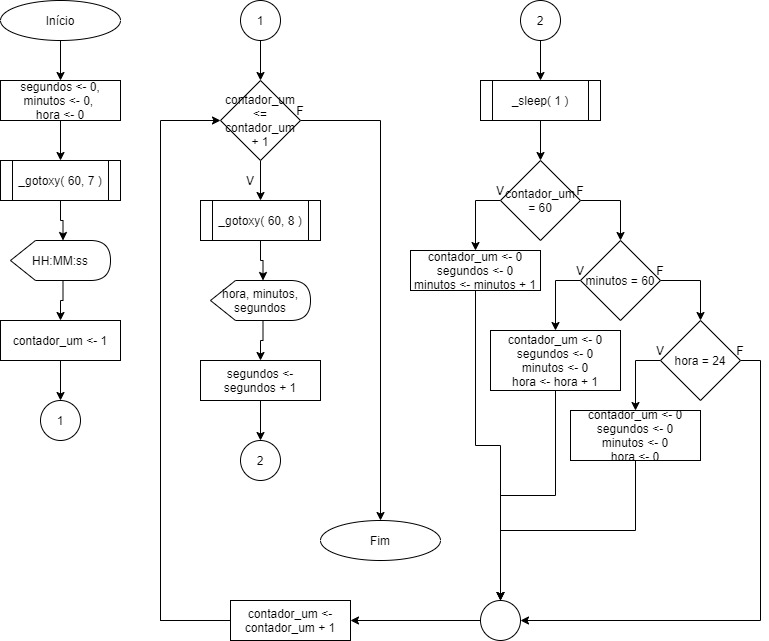 Início
segundos <- 0,
minutos <- 0,
hora <- 0
_gotoxy( 60, 7 )
HH:MM:ss
contador_um <- 1
1
1
contador_um
<=
contador_um
+ 1
F
V
_gotoxy( 60, 8 )
hora, minutos,
segundos
segundos <-
segundos + 1
2
Fim
contador_um <-
contador_um + 1
2
_sleep( 1 )
V
contador_um
= 60
F
contador_um <- 0
segundos <- 0
minutos <- minutos + 1
V
minutos = 60
F
contador_um <- 0
segundos <- 0
minutos <- 0
hora <- hora + 1
V
hora = 24
F
contador_um <- 0
segundos <- 0
minutos <- 0
hora <- 0